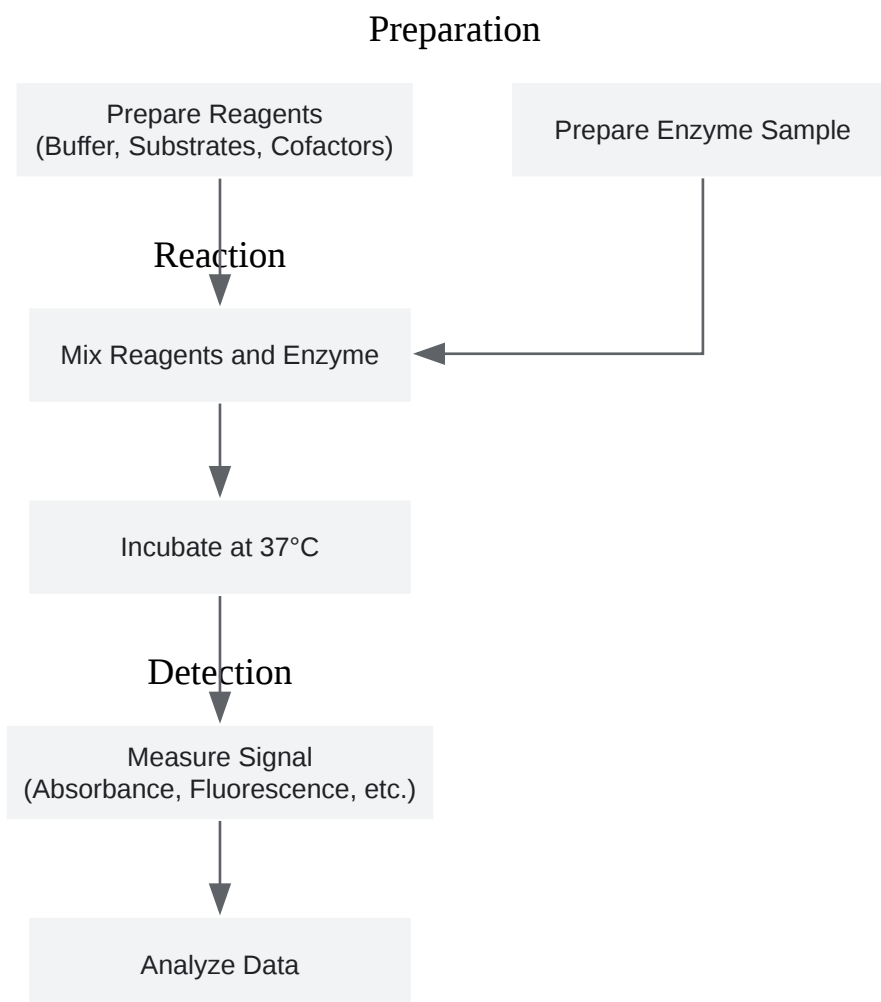 Preparation
Prepare Reagents
(Buffer, Substrates, Cofactors)
Prepare Enzyme Sample
Reaction
Mix Reagents and Enzyme
Incubate at 37°C
Detection
Measure Signal
(Absorbance, Fluorescence, etc.)
Analyze Data